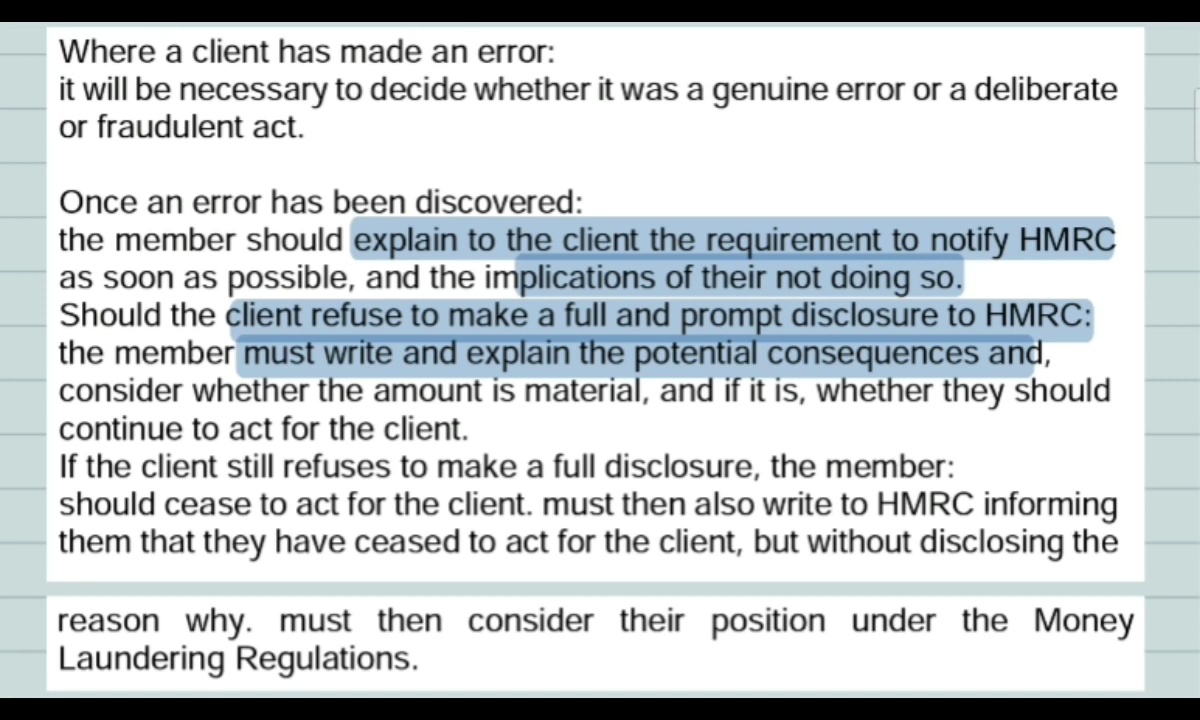 Where a client has made an error:
it will be necessary to decide whether it was a genuine error or a deliberate
or fraudulent act.
Once an error has been discovered:
the member should explain to the client the requirement to notify HMRC
as soon as possible, and the implications of their not doing so.
Should the client refuse to make a full and prompt disclosure to HMRC:
the member must write and explain the potential consequences and,
consider whether the amount is material, and if it is, whether they should
continue to act for the client.
If the client still refuses to make a full disclosure, the member:
should cease to act for the client. must then also write to HMRC informing
them that they have ceased to act for the client, but without disclosing the
reason why. must then consider their position under the Money
Laundering Regulations.